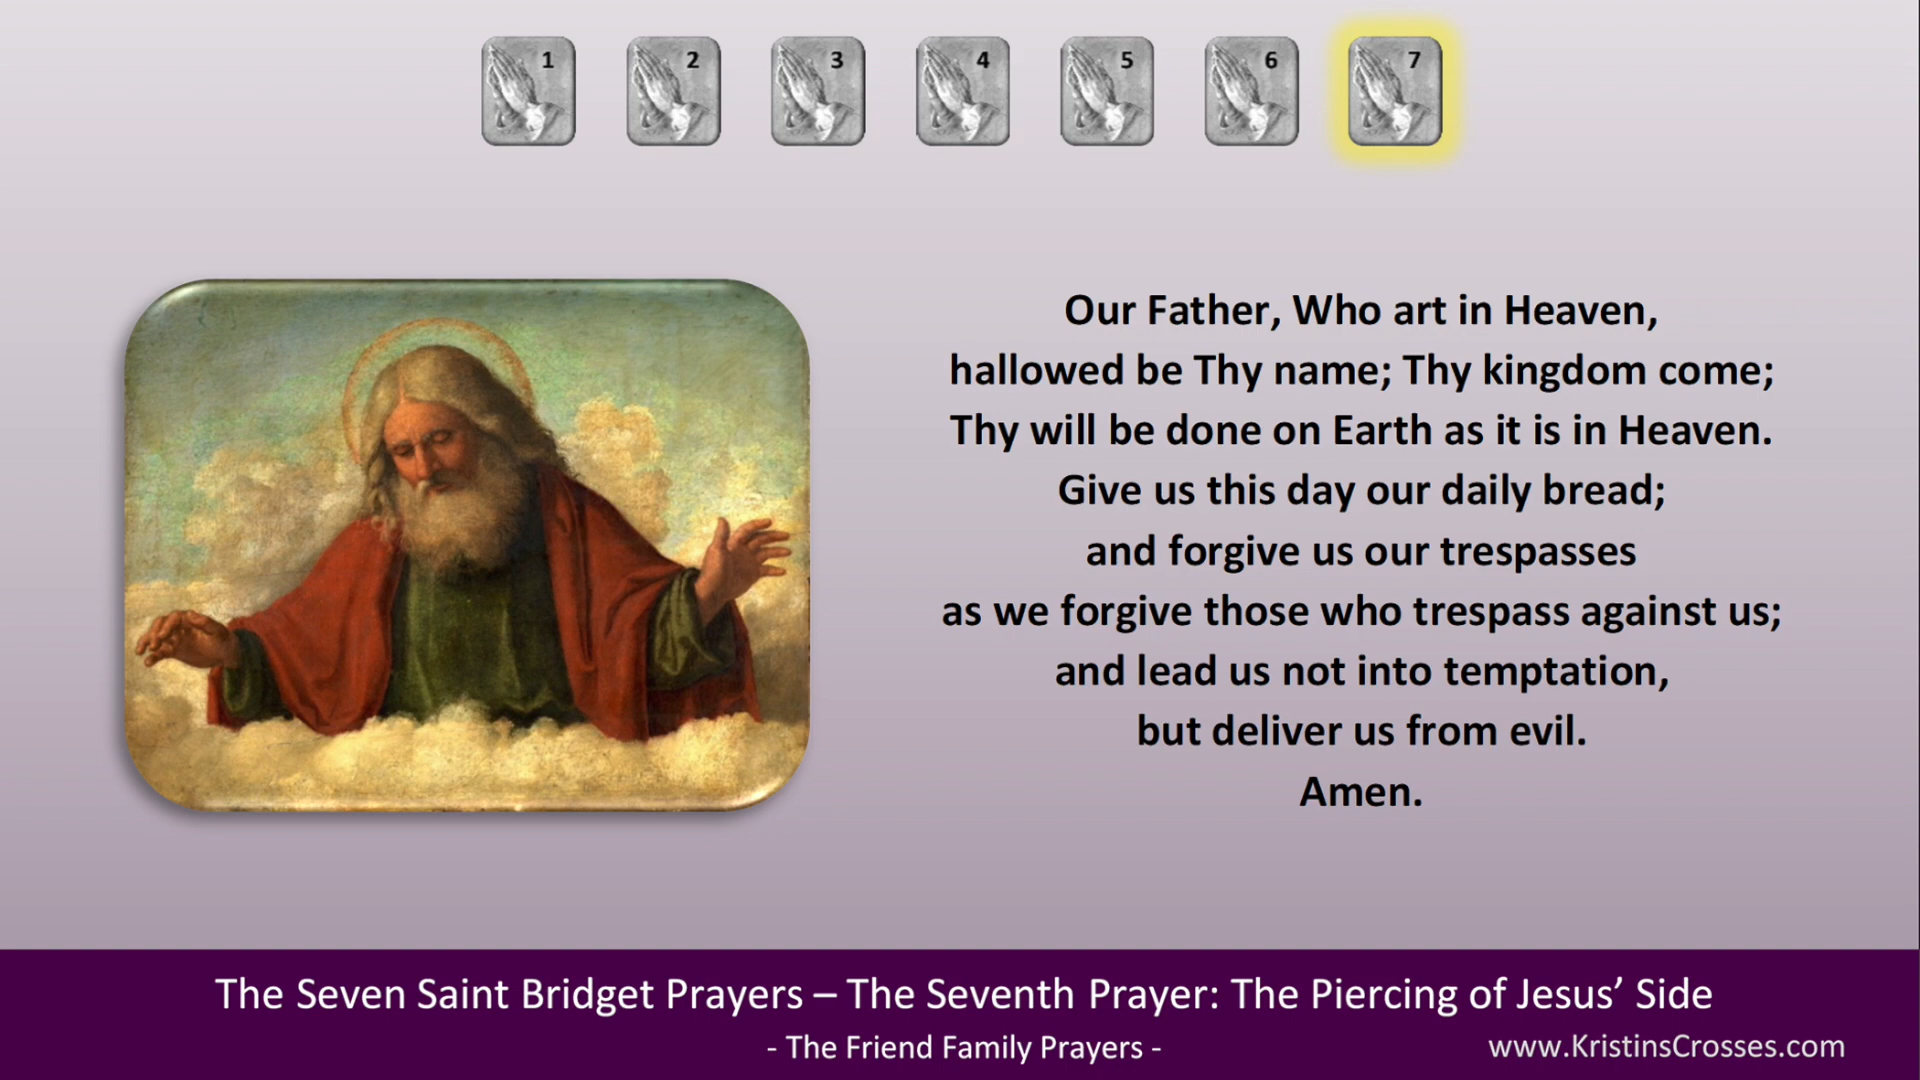 1 2 3 4 5 6 7
Our Father, Who art in Heaven,
hallowed be Thy name; Thy kingdom come;
Thy will be done on Earth as it is in Heaven.
Give us this day our daily bread;
and forgive us our trespasses
as we forgive those who trespass against us;
and lead us not into temptation,
but deliver us from evil.
Amen.
The Seven Saint Bridget Prayers – The Seventh Prayer: The Piercing of Jesus’ Side
- The Friend Family Prayers -
www.KristinsCrosses.com